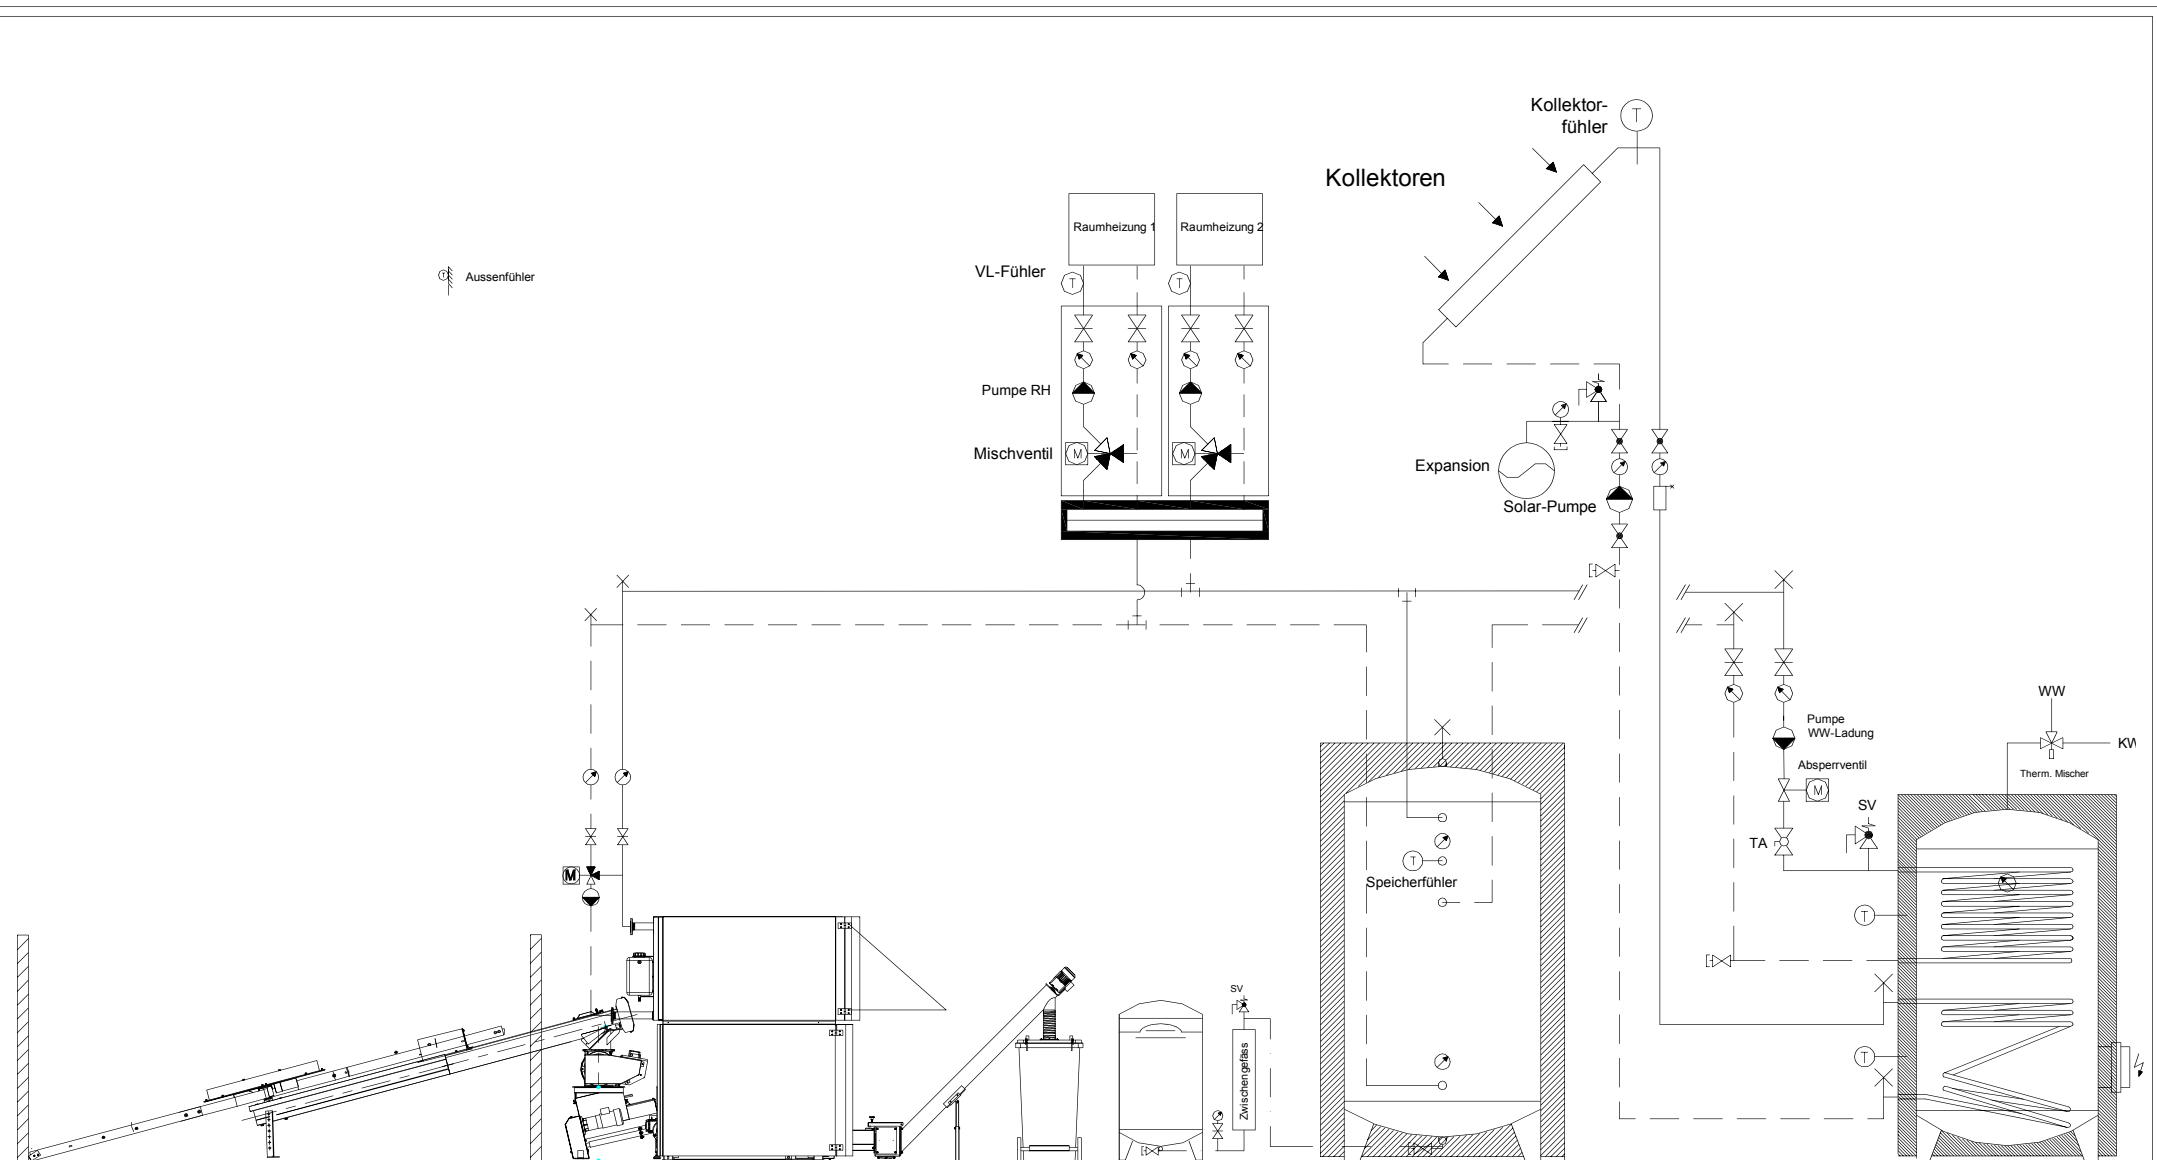 Kollektor-
fühler
T
Kollektoren
Raumheizung 1
Raumheizung 2
T
Aussenfühler
VL-Fühler
T
T
Pumpe RH
Mischventil
M
M
Expansion
Solar-Pumpe
WW
Pumpe
WW-Ladung
KW
Absperrventil
Therm. Mischer
M
SV
TA
T
Speicherfühler
M
T
SV
Zwischengefäss
T